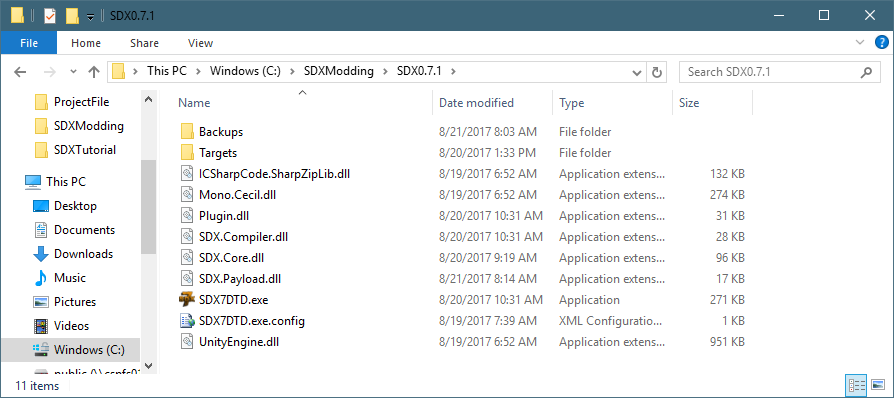 SDX0.7.1
File Home Share View
This PC Windows (C:) SDXModding SDX0.7.1 Search SDX0.7.1
Name Date modified Type Size
ProjectFile
SDXModding
SDXTutorial
This PC
Desktop
Documents
Downloads
Music
Pictures
Videos
Windows (C:)
Backups 8/21/2017 8:03 AM File folder
Targets 8/20/2017 1:33 PM File folder
ICSharpCode.SharpZipLib.dll 8/19/2017 6:52 AM Application extens... 132 KB
Mono.Cecil.dll 8/19/2017 6:52 AM Application extens... 274 KB
Plugin.dll 8/20/2017 10:31 AM Application extens... 31 KB
SDX.Compiler.dll 8/20/2017 10:31 AM Application extens... 28 KB
SDX.Core.dll 8/20/2017 9:19 AM Application extens... 96 KB
SDX.Payload.dll 8/21/2017 8:14 AM Application extens... 17 KB
SDX7DTD.exe 8/20/2017 10:31 AM Application 271 KB
SDX7DTD.exe.config 8/19/2017 7:39 AM XML Configuratio... 1 KB
UnityEngine.dll 8/19/2017 6:52 AM Application extens... 951 KB
11 items